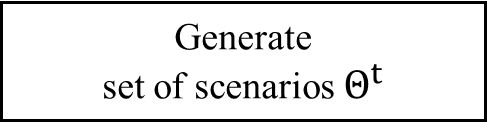 Generate
set of scenarios Θᵗ